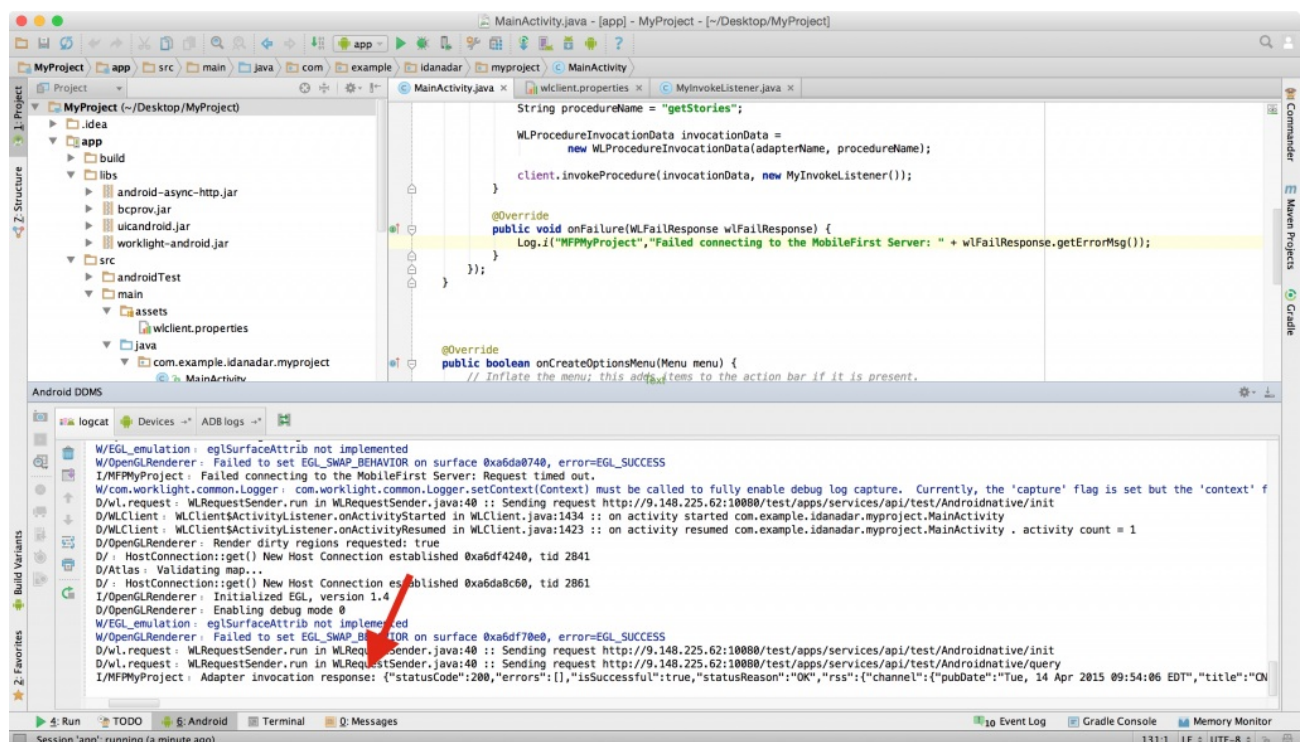 MainActivity.java - [app] - MyProject - [~/Desktop/MyProject]
app
MyProject app src main java com example idanadar myproject MainActivity
Project
MainActivity.java wlclient.properties MyInvokeListener.java
1: Project
Z: Structure
Build Variants
2: Favorites
MyProject (~/Desktop/MyProject)
.idea
app
build
libs
android-async-http.jar
bcprov.jar
uicandroid.jar
worklight-android.jar
src
androidTest
main
assets
wlclient.properties
java
com.example.idanadar.myproject
MainActivity
String procedureName = "getStories";
WLProcedureInvocationData invocationData =
new WLProcedureInvocationData(adapterName, procedureName);
client.invokeProcedure(invocationData, new MyInvokeListener());
}
@Override
public void onFailure(WLFailResponse wlFailResponse) {
Log.i("MFPMyProject","Failed connecting to the MobileFirst Server: " + wlFailResponse.getErrorMsg());
}
});
}
@Override
public boolean onCreateOptionsMenu(Menu menu) {
// Inflate the menu; this adds items to the action bar if it is present.
Text
Commander
Maven Projects
Gradle
Android DDMS
logcat Devices ADB logs
W/EGL_emulation﹕ eglSurfaceAttrib not implemented
W/OpenGLRenderer﹕ Failed to set EGL_SWAP_BEHAVIOR on surface 0xa6da0740, error=EGL_SUCCESS
I/MFPMyProject﹕ Failed connecting to the MobileFirst Server: Request timed out.
W/com.worklight.common.Logger﹕ com.worklight.common.Logger.setContext(Context) must be called to fully enable debug log capture.  Currently, the 'capture' flag is set but the 'context' f
D/wl.request﹕ WLRequestSender.run in WLRequestSender.java:40 :: Sending request http://9.148.225.62:10080/test/apps/services/api/test/Androidnative/init
D/WLClient﹕ WLClient$ActivityListener.onActivityStarted in WLClient.java:1434 :: on activity started com.example.idanadar.myproject.MainActivity
D/WLClient﹕ WLClient$ActivityListener.onActivityResumed in WLClient.java:1423 :: on activity resumed com.example.idanadar.myproject.MainActivity . activity count = 1
D/OpenGLRenderer﹕ Render dirty regions requested: true
D/﹕ HostConnection::get() New Host Connection established 0xa6df4240, tid 2841
D/Atlas﹕ Validating map...
D/﹕ HostConnection::get() New Host Connection established 0xa6da8c60, tid 2861
I/OpenGLRenderer﹕ Initialized EGL, version 1.4
D/OpenGLRenderer﹕ Enabling debug mode 0
W/EGL_emulation﹕ eglSurfaceAttrib not implemented
W/OpenGLRenderer﹕ Failed to set EGL_SWAP_BEHAVIOR on surface 0xa6df70e0, error=EGL_SUCCESS
D/wl.request﹕ WLRequestSender.run in WLRequestSender.java:40 :: Sending request http://9.148.225.62:10080/test/apps/services/api/test/Androidnative/init
D/wl.request﹕ WLRequestSender.run in WLRequestSender.java:40 :: Sending request http://9.148.225.62:10080/test/apps/services/api/test/Androidnative/query
I/MFPMyProject﹕ Adapter invocation response: {"statusCode":200,"errors":[],"isSuccessful":true,"statusReason":"OK","rss":{"channel":{"pubDate":"Tue, 14 Apr 2015 09:54:06 EDT","title":"CN
4: Run TODO 6: Android Terminal 0: Messages 10 Event Log Gradle Console Memory Monitor
Session 'app': running (a minute ago) 131:1 LF UTF-8